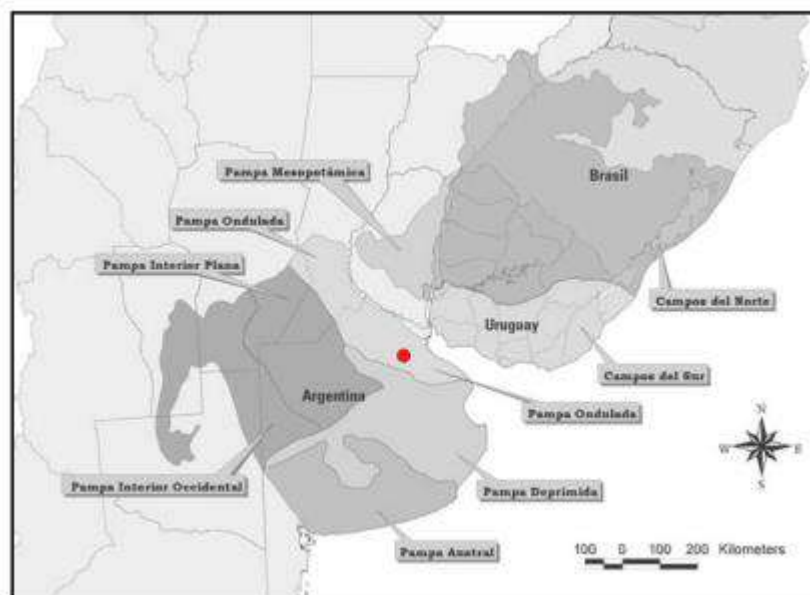 Pampa Mesopotámica
Brasil
Pampa Ondulada
Pampa Interior Plana
Campos del Norte
Uruguay
Campos del Sur
Argentina
Pampa Ondulada
N
W E
S
Pampa Interior Occidental
Pampa Deprimida
Pampa Austral
100 0 100 200 Kilometers